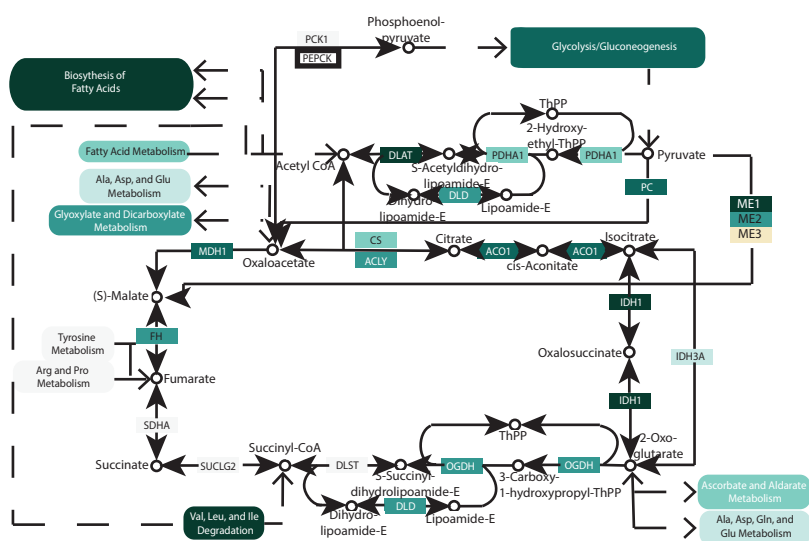 Phosphoenol-
pyruvate
PCK1
PEPCK
Glycolysis/Gluconeogenesis
Biosythesis of
Fatty Acids
ThPP
2-Hydroxy-
ethyl-ThPP
Fatty Acid Metabolism
Acetyl CoA
DLAT
S-Acetyldihydro-
lipoamide-E
PDHA1
PDHA1
Pyruvate
Ala, Asp, and Glu
Metabolism
Dihydro
lipoamide-E
DLD
Lipoamide-E
PC
Glyoxylate and Dicarboxylate
Metabolism
ME1
ME2
ME3
MDH1
Oxaloacetate
CS
ACLY
Citrate
ACO1
cis-Aconitate
ACO1
Isocitrate
(S)-Malate
IDH1
FH
Tyrosine
Metabolism
Oxalosuccinate
IDH3A
Arg and Pro
Metabolism
Fumarate
IDH1
SDHA
ThPP
2-Oxo-
glutarate
Succinate
SUCLG2
Succinyl-CoA
DLST
S-Succinyl-
dihydrolipoamide-E
OGDH
3-Carboxy-
1-hydroxypropyl-ThPP
OGDH
Ascorbate and Aldarate
Metabolism
Val, Leu, and Ile
Degradation
Dihydro-
lipoamide-E
DLD
Lipoamide-E
Ala, Asp, Gln, and
Glu Metabolism